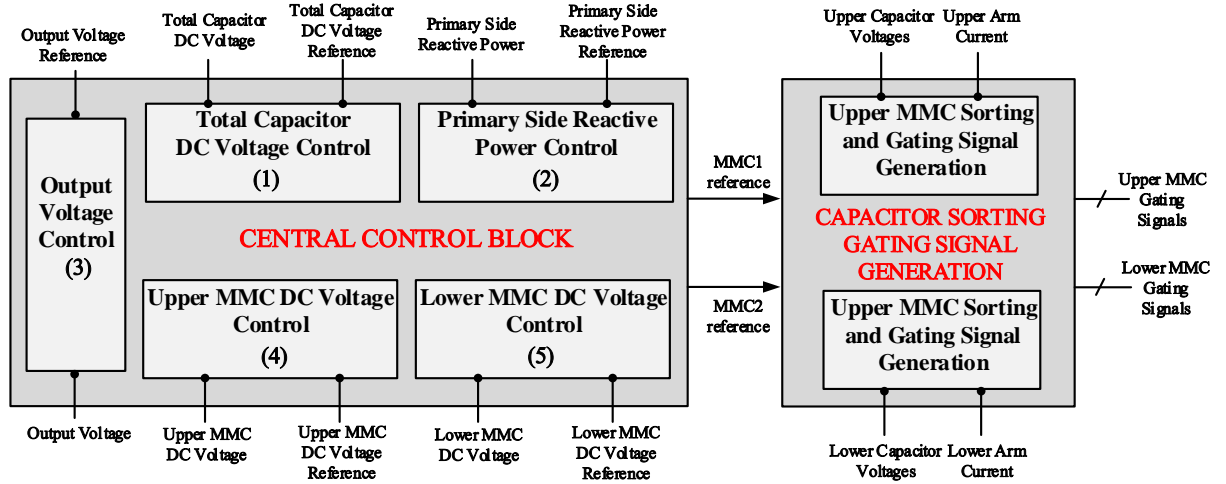 Output Voltage
Reference
Total Capacitor
DC Voltage
Total Capacitor
DC Voltage
Reference
Primary Side
Reactive Power
Primary Side
Reactive Power
Reference
Total Capacitor
DC Voltage Control
(1)
Primary Side Reactive
Power Control
(2)
Output
Voltage
Control
(3)
CENTRAL CONTROL BLOCK
Upper MMC DC Voltage
Control
(4)
Lower MMC DC Voltage
Control
(5)
Output Voltage
Upper MMC
DC Voltage
Upper MMC
DC Voltage
Reference
Lower MMC
DC Voltage
Lower MMC
DC Voltage
Reference
MMC1
reference
MMC2
reference
Upper Capacitor
Voltages
Upper Arm
Current
Upper MMC Sorting
and Gating Signal
Generation
CAPACITOR SORTING
GATING SIGNAL
GENERATION
Upper MMC Sorting
and Gating Signal
Generation
Lower Capacitor
Voltages
Lower Arm
Current
Upper MMC
Gating
Signals
Lower MMC
Gating
Signals